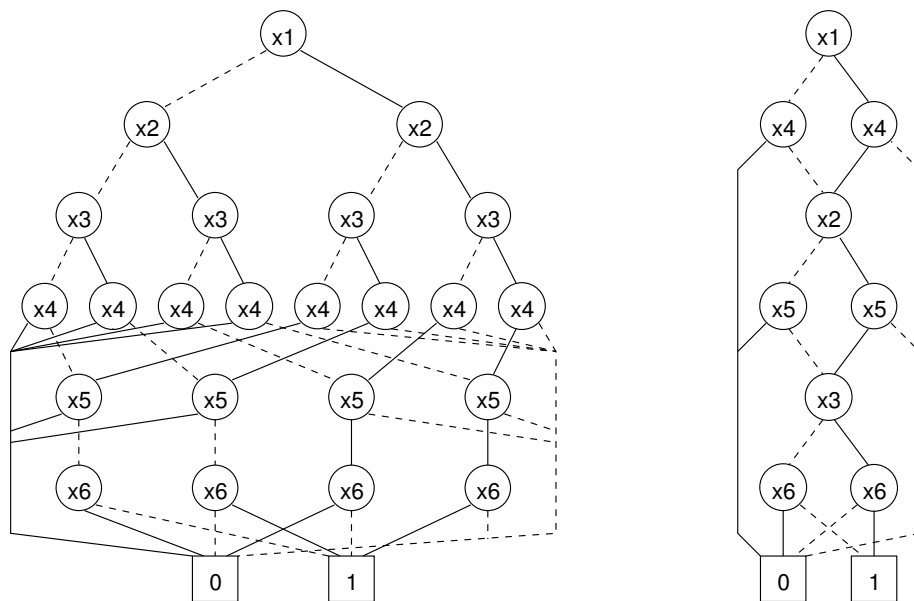 x1 x1
x2 x2 x4 x4
x3 x3 x3 x3 x2
x4 x4 x4 x4 x4 x4 x4 x4 x5 x5
x5 x5 x5 x5 x3
x6 x6 x6 x6 x6 x6
0 1 0 1